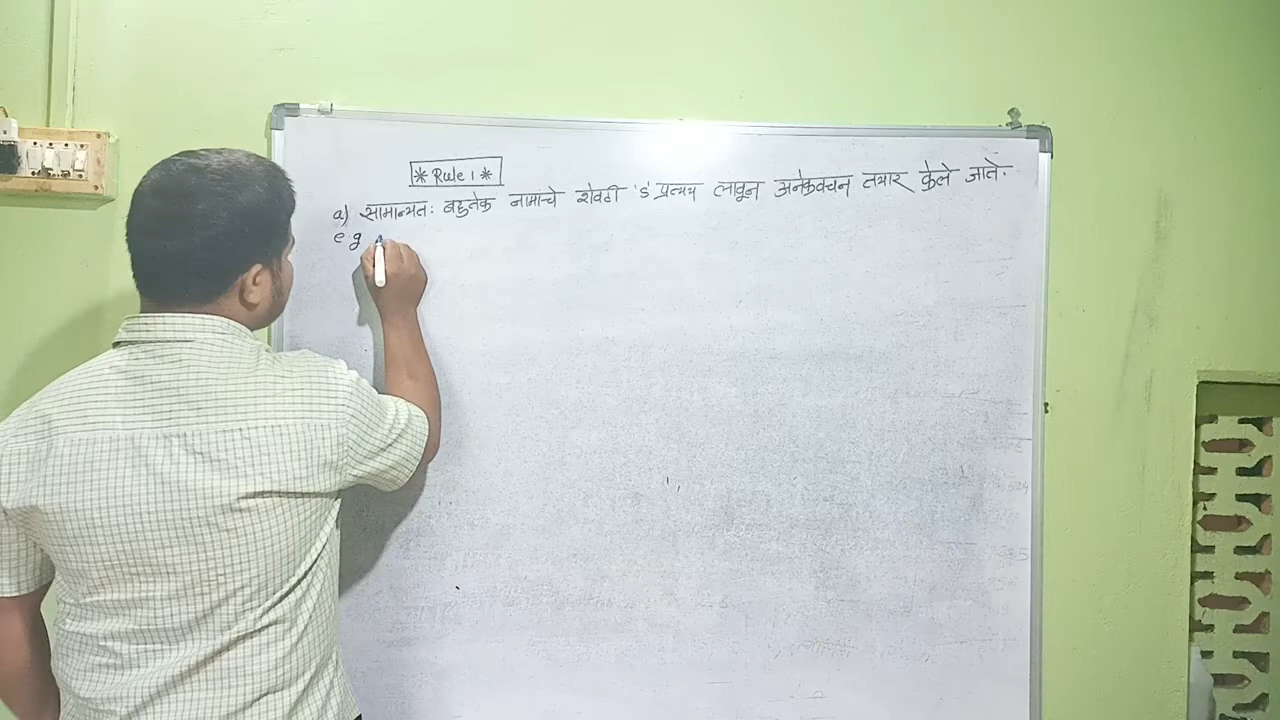 * Rule 1 *
a) सामान्यतः बहुतेक नामांचे शेवटी 's' प्रत्यय लावून अनेकवचन तयार केले जाते.
e.g